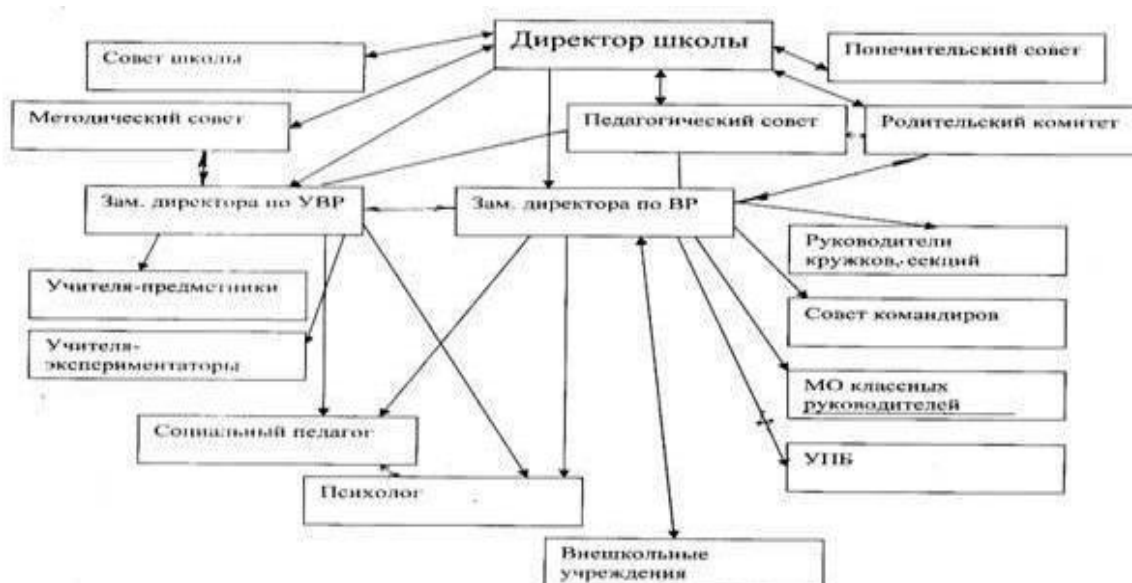 Директор школы
Совет школы
Попечительский совет
Методический совет
Педагогический совет
Родительский комитет
Зам. директора по УВР
Зам. директора по ВР
Руководители
кружков, секций
Учителя-предметники
Совет командиров
Учителя-
экспериментаторы
МО классных
руководителей
Социальный педагог
УПБ
Психолог
Внешкольные
учреждения